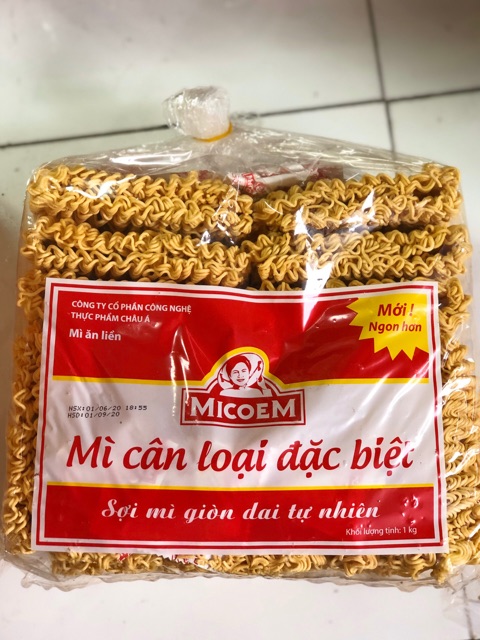 CÔNG TY CỔ PHẦN CÔNG NGHỆ
THỰC PHẨM CHÂU Á
Mì ăn liền
Mới !
Ngon hơn
HSX:01/06/20 18:55
HSD:01/09/20
MICOEM
Mì cân loại đặc biệt
Sợi mì giòn dai tự nhiên
Khối lượng tịnh: 1 kg